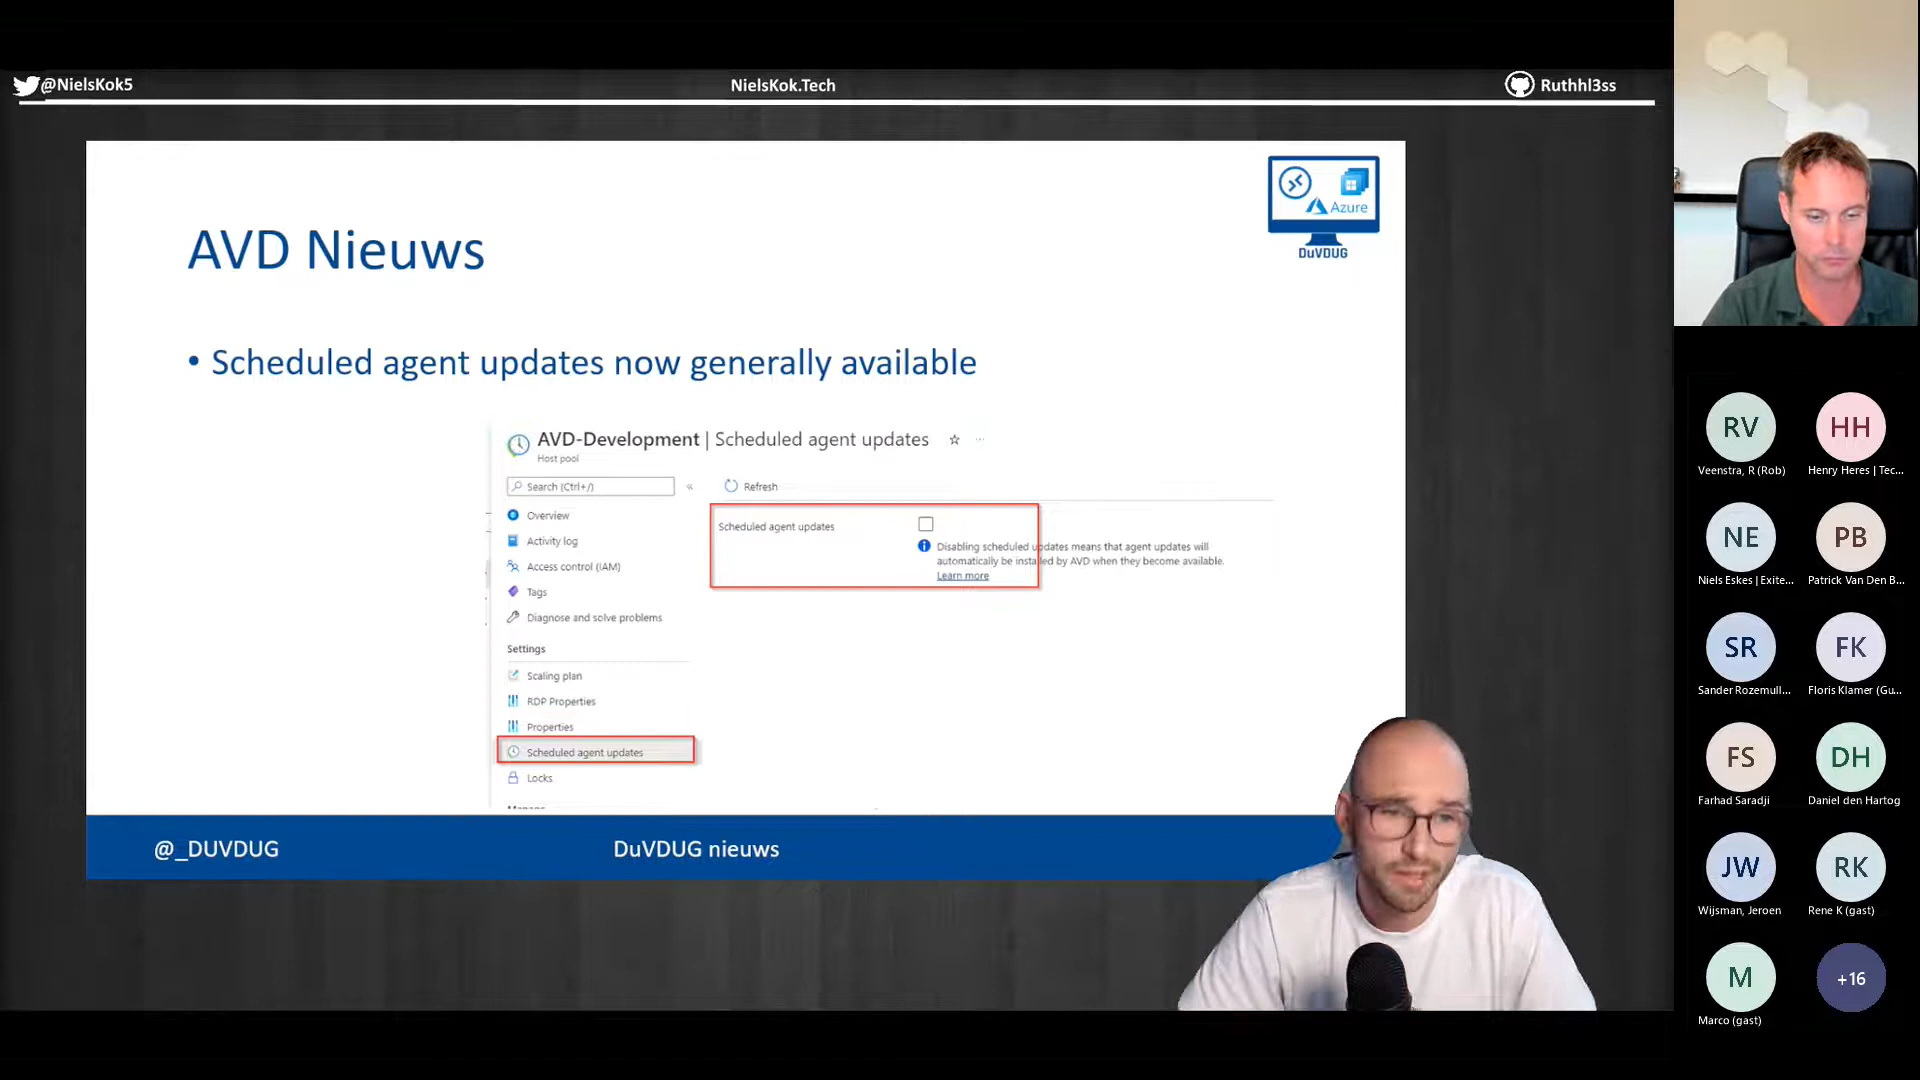 @NielsKok5
NielsKok.Tech
Ruthhl3ss
Azure
DuVDUG
AVD Nieuws
• Scheduled agent updates now generally available
AVD-Development | Scheduled agent updates
Host pool
Search (Ctrl+/)
«
Refresh
Overview
Activity log
Access control (IAM)
Tags
Diagnose and solve problems
Settings
Scaling plan
RDP Properties
Properties
Scheduled agent updates
Locks
Scheduled agent updates
Disabling scheduled updates means that agent updates will
automatically be installed by AVD when they become available.
Learn more
@_DUVDUG
DuVDUG nieuws
RV
Veenstra, R (Rob)
HH
Henry Heres | Tec...
NE
Niels Eskes | Exite...
PB
Patrick Van Den B...
SR
Sander Rozemull...
FK
Floris Klamer (Gu...
FS
Farhad Saradji
DH
Daniel den Hartog
JW
Wijsman, Jeroen
RK
Rene K (gast)
M
Marco (gast)
+16